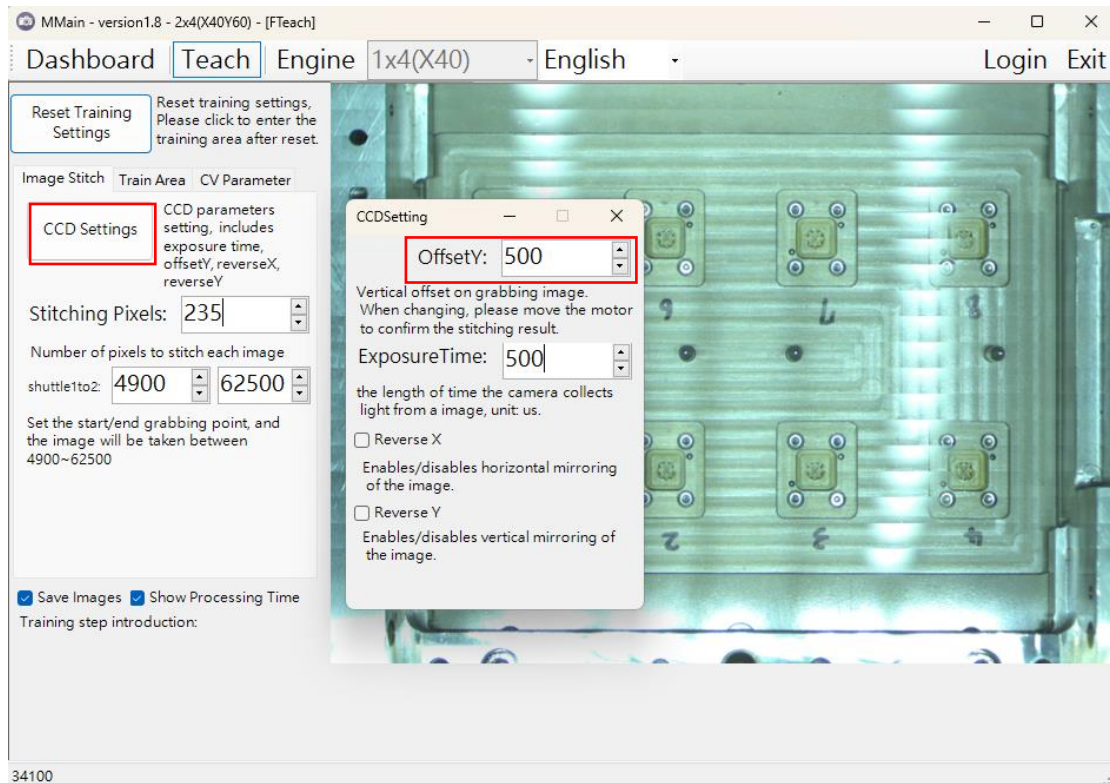 MMain - version1.8 - 2x4(X40Y60) - [FTeach]
Dashboard Teach Engine 1x4(X40) English Login Exit
Reset Training
Settings
Reset training settings,
Please click to enter the
training area after reset.
Image Stitch Train Area CV Parameter
CCD Settings
CCD parameters
setting, includes
exposure time,
offsetY, reverseX,
reverseY
Stitching Pixels: 235
Number of pixels to stitch each image
shuttle1to2: 4900 62500
Set the start/end grabbing point, and
the image will be taken between
4900~62500
Save Images Show Processing Time
Training step introduction:
CCDSetting
OffsetY: 500
Vertical offset on grabbing image.
When changing, please move the motor
to confirm the stitching result.
ExposureTime: 500
the length of time the camera collects
light from a image, unit: us.
Reverse X
Enables/disables horizontal mirroring
of the image.
Reverse Y
Enables/disables vertical mirroring of
the image.
34100